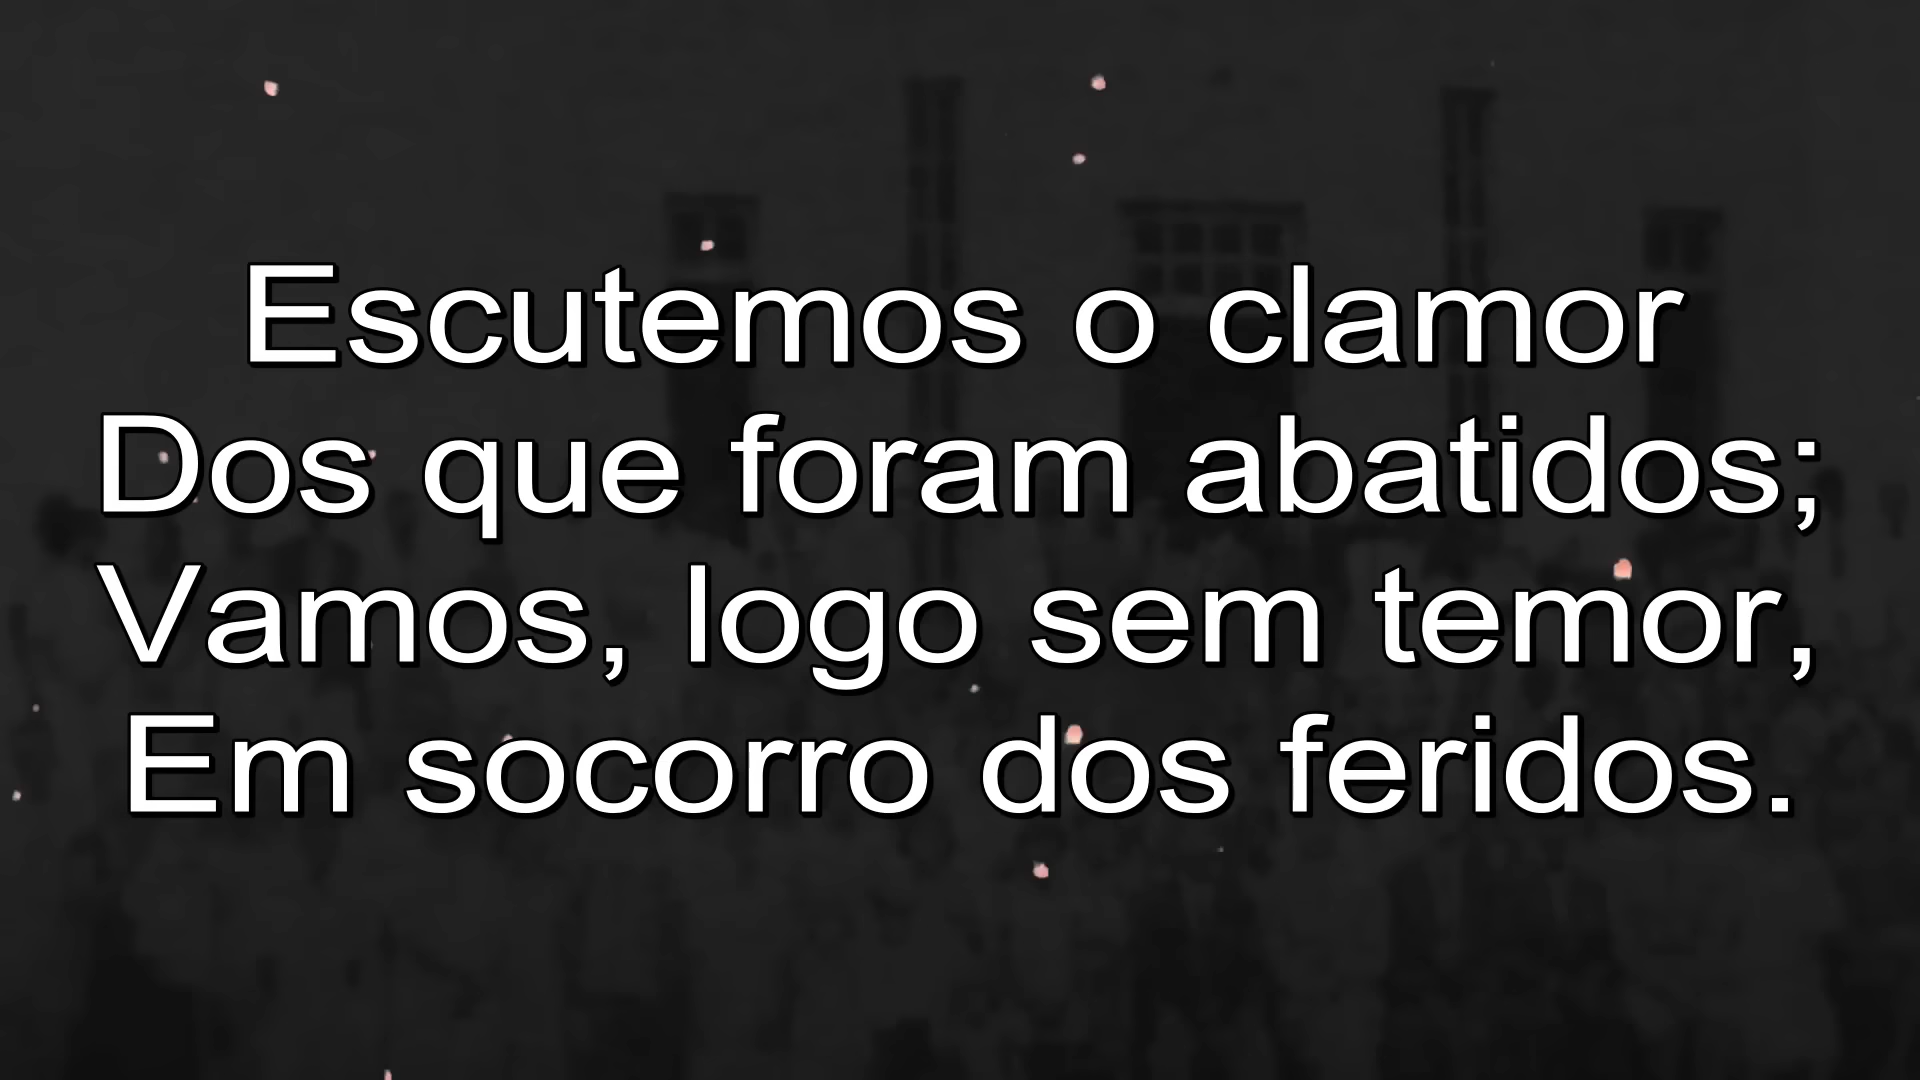 Escutemos o clamor
Dos que foram abatidos;
Vamos, logo sem temor,
Em socorro dos feridos.